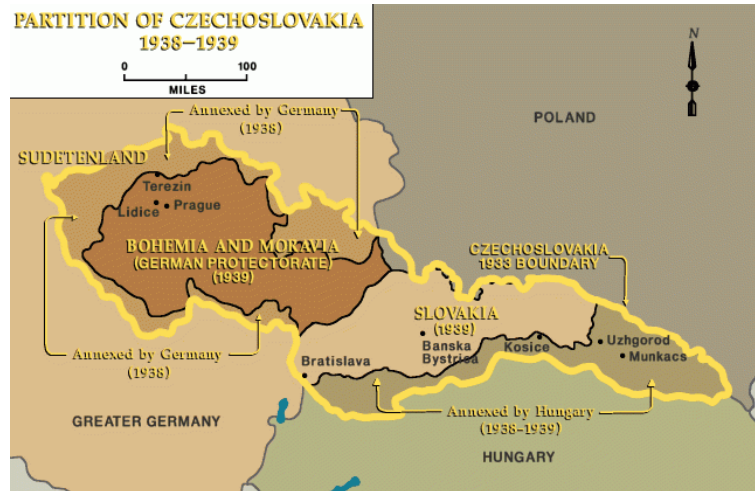 PARTITION OF CZECHOSLOVAKIA
1938–1939
0 100
MILES
Annexed by Germany
(1938)
POLAND
SUDETENLAND
Terezin
Lidice
Prague
BOHEMIA AND MORAVIA
(GERMAN PROTECTORATE)
(1939)
CZECHOSLOVAKIA
1933 BOUNDARY
SLOVAKIA
(1939)
Banska
Bystrisa
Kosice
Uzhgorod
Munkacs
Annexed by Germany
(1938)
Bratislava
Annexed by Hungary
(1938-1939)
GREATER GERMANY
HUNGARY